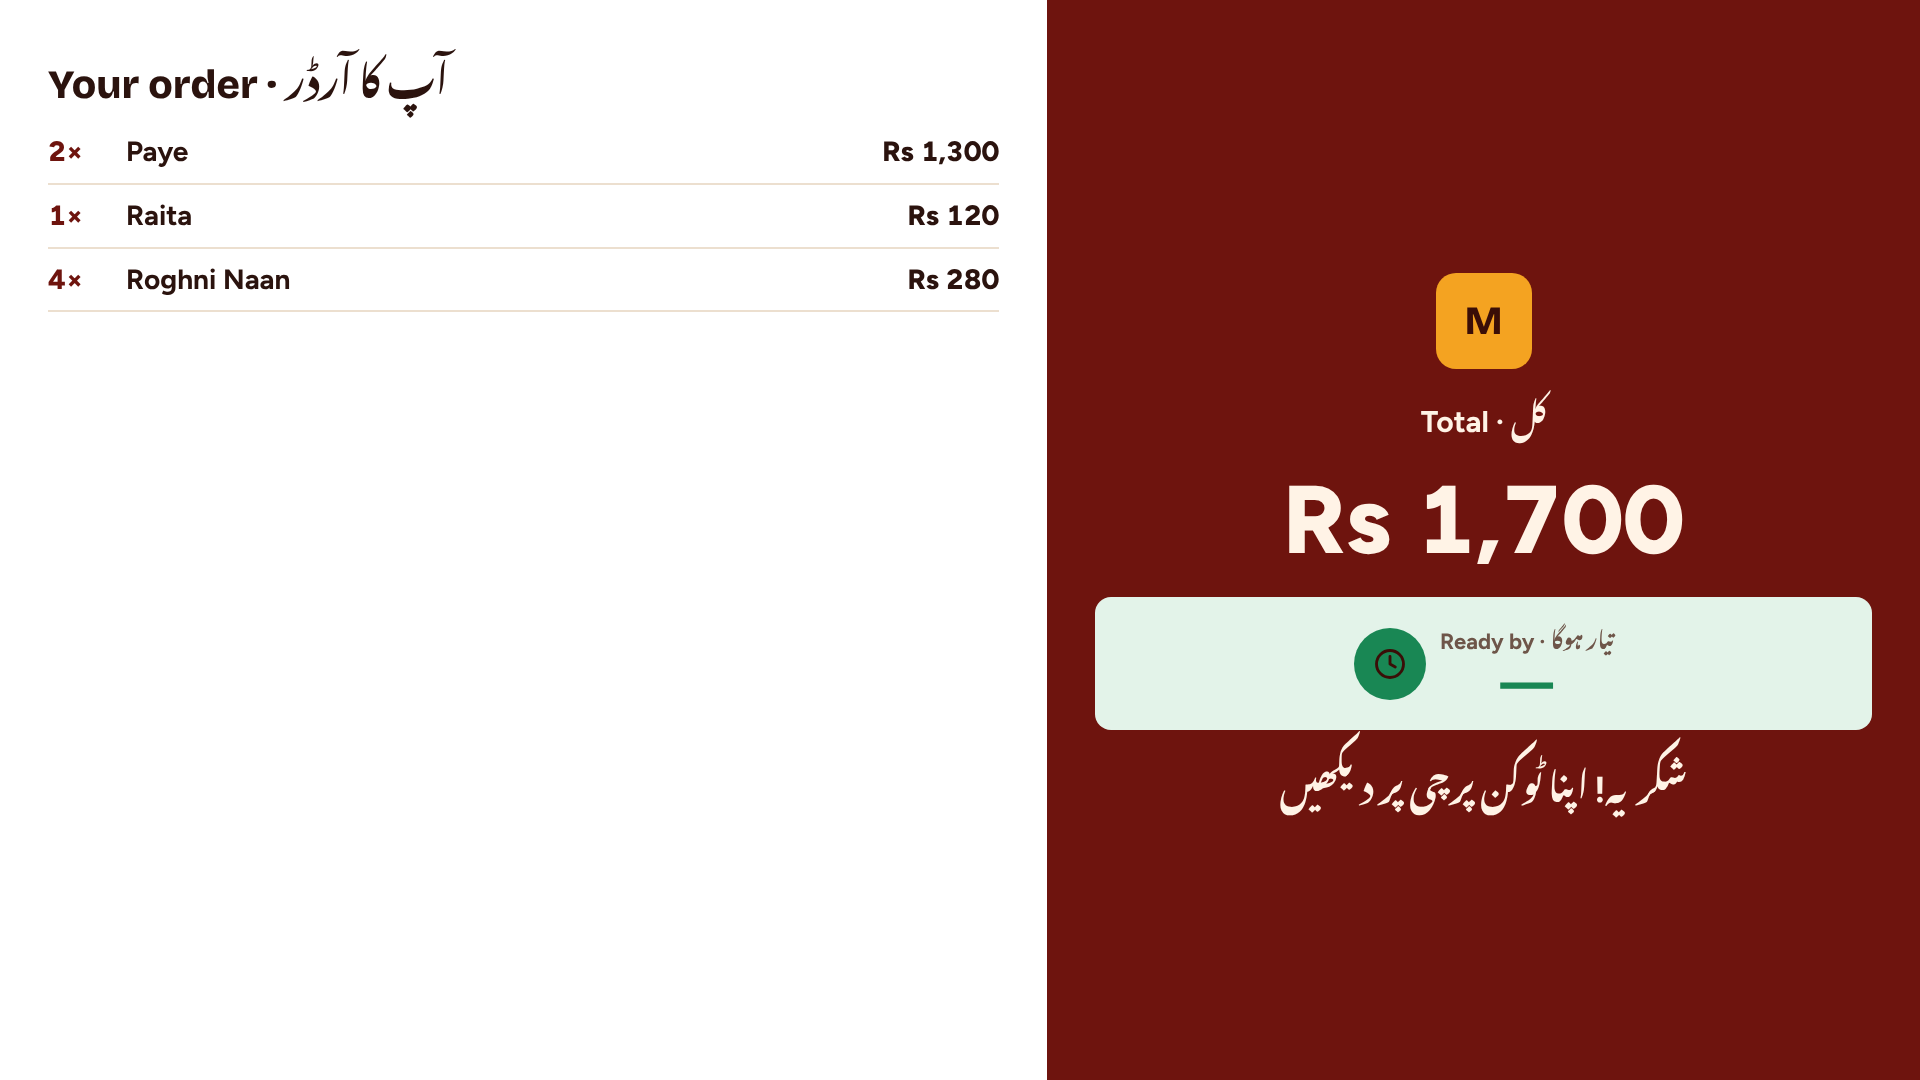 Your order · آپ کا آرڈر
2× Paye Rs 1,300
1× Raita Rs 120
4× Roghni Naan Rs 280
M
Total · کل
Rs 1,700
Ready by · تیار ہوگا
—
شکریہ! اپنا ٹوکن پرچی پر دیکھیں